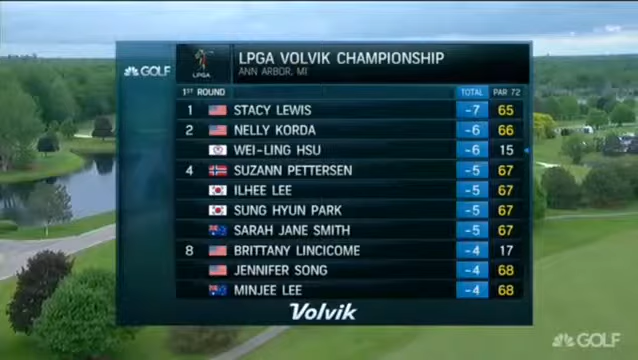 LPGA VOLVIK CHAMPIONSHIP
ANN ARBOR, MI
GOLF
LPGA
1ST ROUND TOTAL PAR 72
1 STACY LEWIS -7 65
2 NELLY KORDA -6 66
WEI-LING HSU -6 15
4 SUZANN PETTERSEN -5 67
ILHEE LEE -5 67
SUNG HYUN PARK -5 67
SARAH JANE SMITH -5 67
8 BRITTANY LINCICOME -4 17
JENNIFER SONG -4 68
MINJEE LEE -4 68
Volvik
GOLF